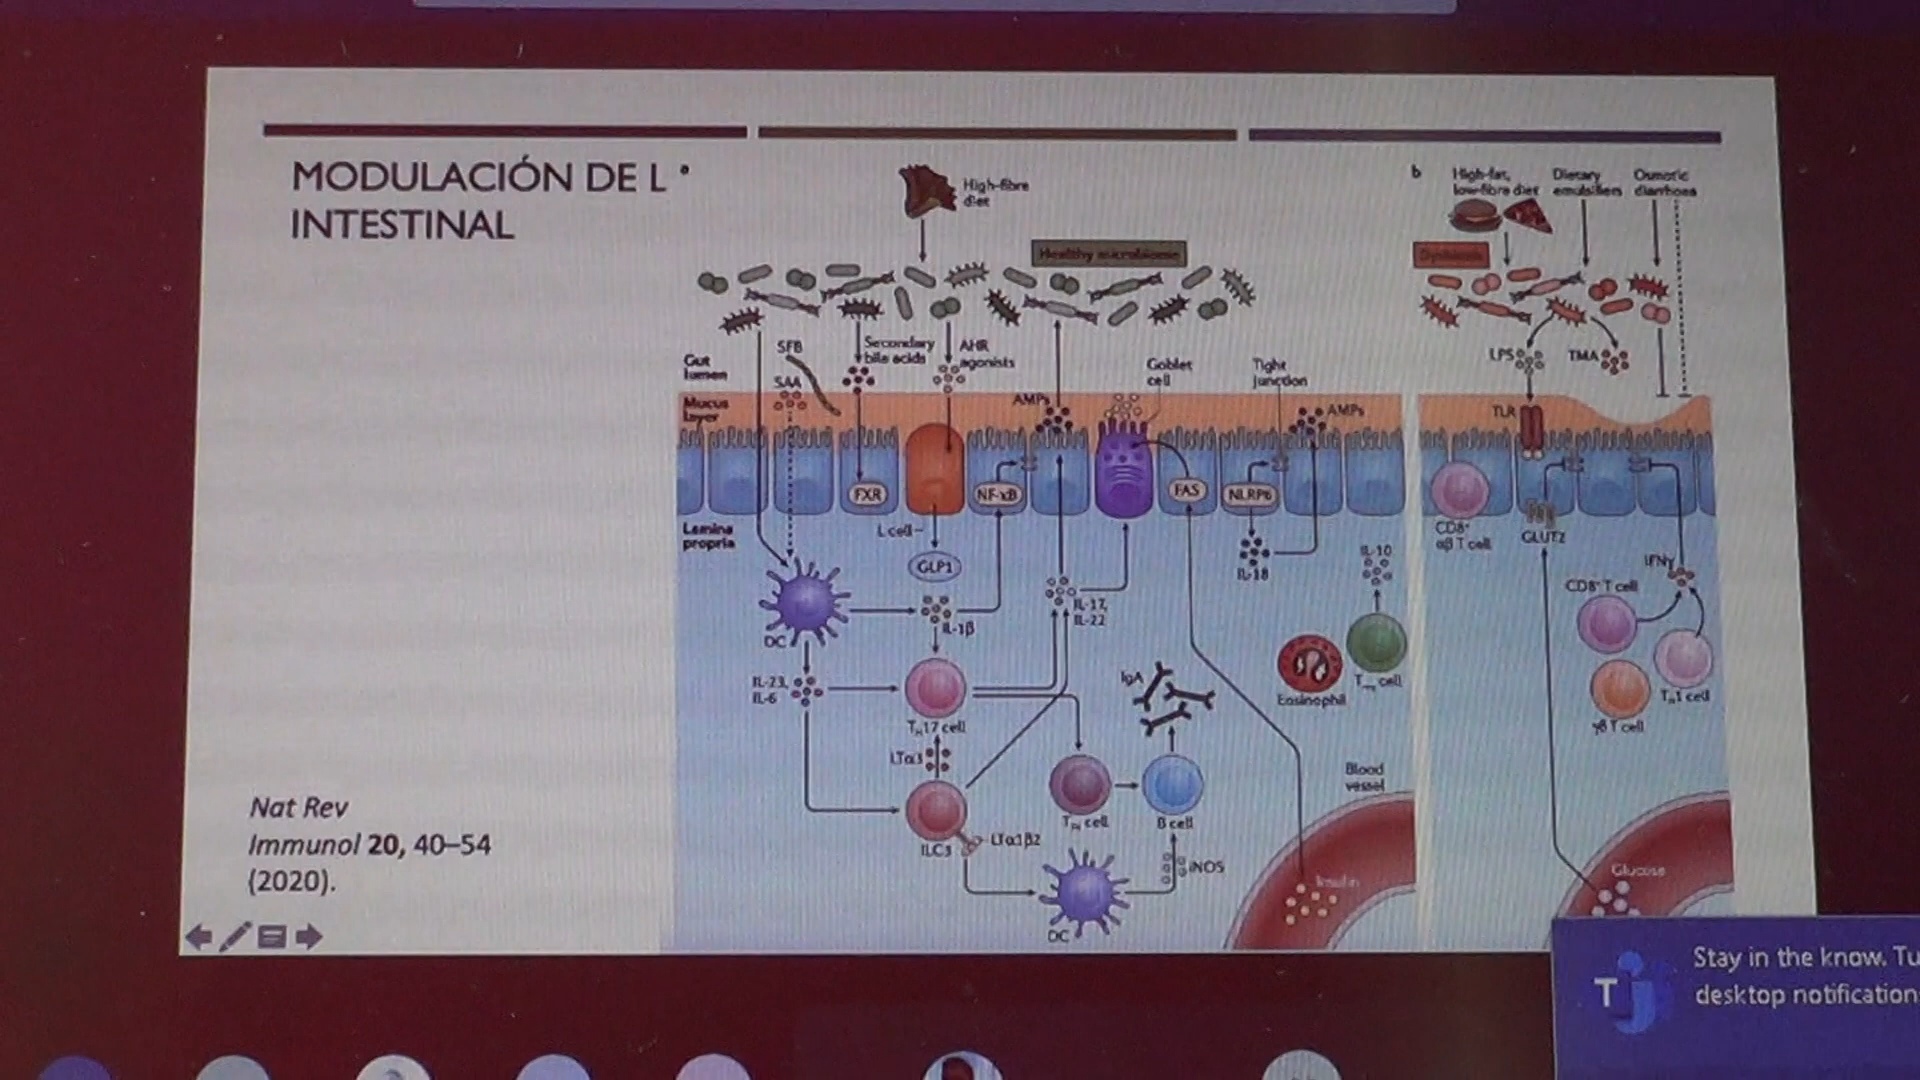 MODULACIÓN DE L
INTESTINAL
High-fibre
diet
Healthy microbiome
Secondary
bile acids
AHR
agonists
SFB
SAA
Gut
lumen
Mucus
layer
AMPs
Goblet
cell
Tight
junction
AMPs
FXR
NF-κB
FAS
NLRP6
Lamina
propria
L cell
GLP1
IL-18
IL-10
DC
IL-1β
IL-17,
IL-22
IL-23,
IL-6
TH17 cell
IgA
Eosinophil
cell
LTα3
Blood
vessel
cell
B cell
ILC3
LTα1β2
iNOS
DC
Insulin
b
High-fat,
low-fibre diet
Dietary
emulsifiers
Osmotic
diarrhoea
Dysbiosis
LPS
TMA
TLR
CD8+
αβ T cell
GLUT2
IFNγ
CD8+ T cell
TH1 cell
γδ T cell
Glucose
Nat Rev
Immunol 20, 40–54
(2020).
Stay in the know. Tu
desktop notification
T